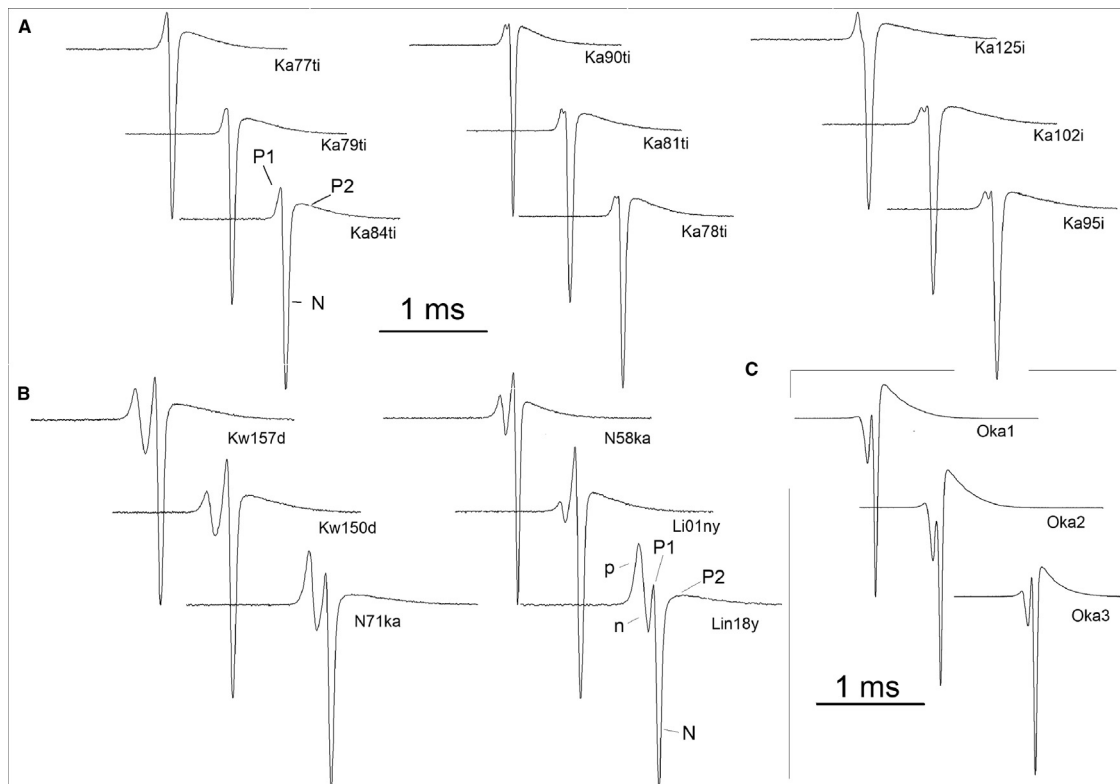 A
Ka77ti
Ka90ti
Ka125i
Ka79ti
Ka81ti
Ka102i
P1
P2
Ka84ti
Ka78ti
Ka95i
N
1 ms
B
C
Kw157d
N58ka
Oka1
Kw150d
Li01ny
Oka2
P1
p
P2
n
N71ka
Lin18y
Oka3
1 ms
N